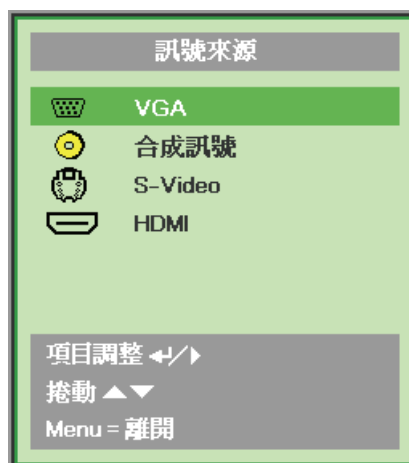 訊號來源
VGA
合成訊號
S-Video
HDMI
項目調整 ↵/▶
捲動 ▲▼
Menu = 離開